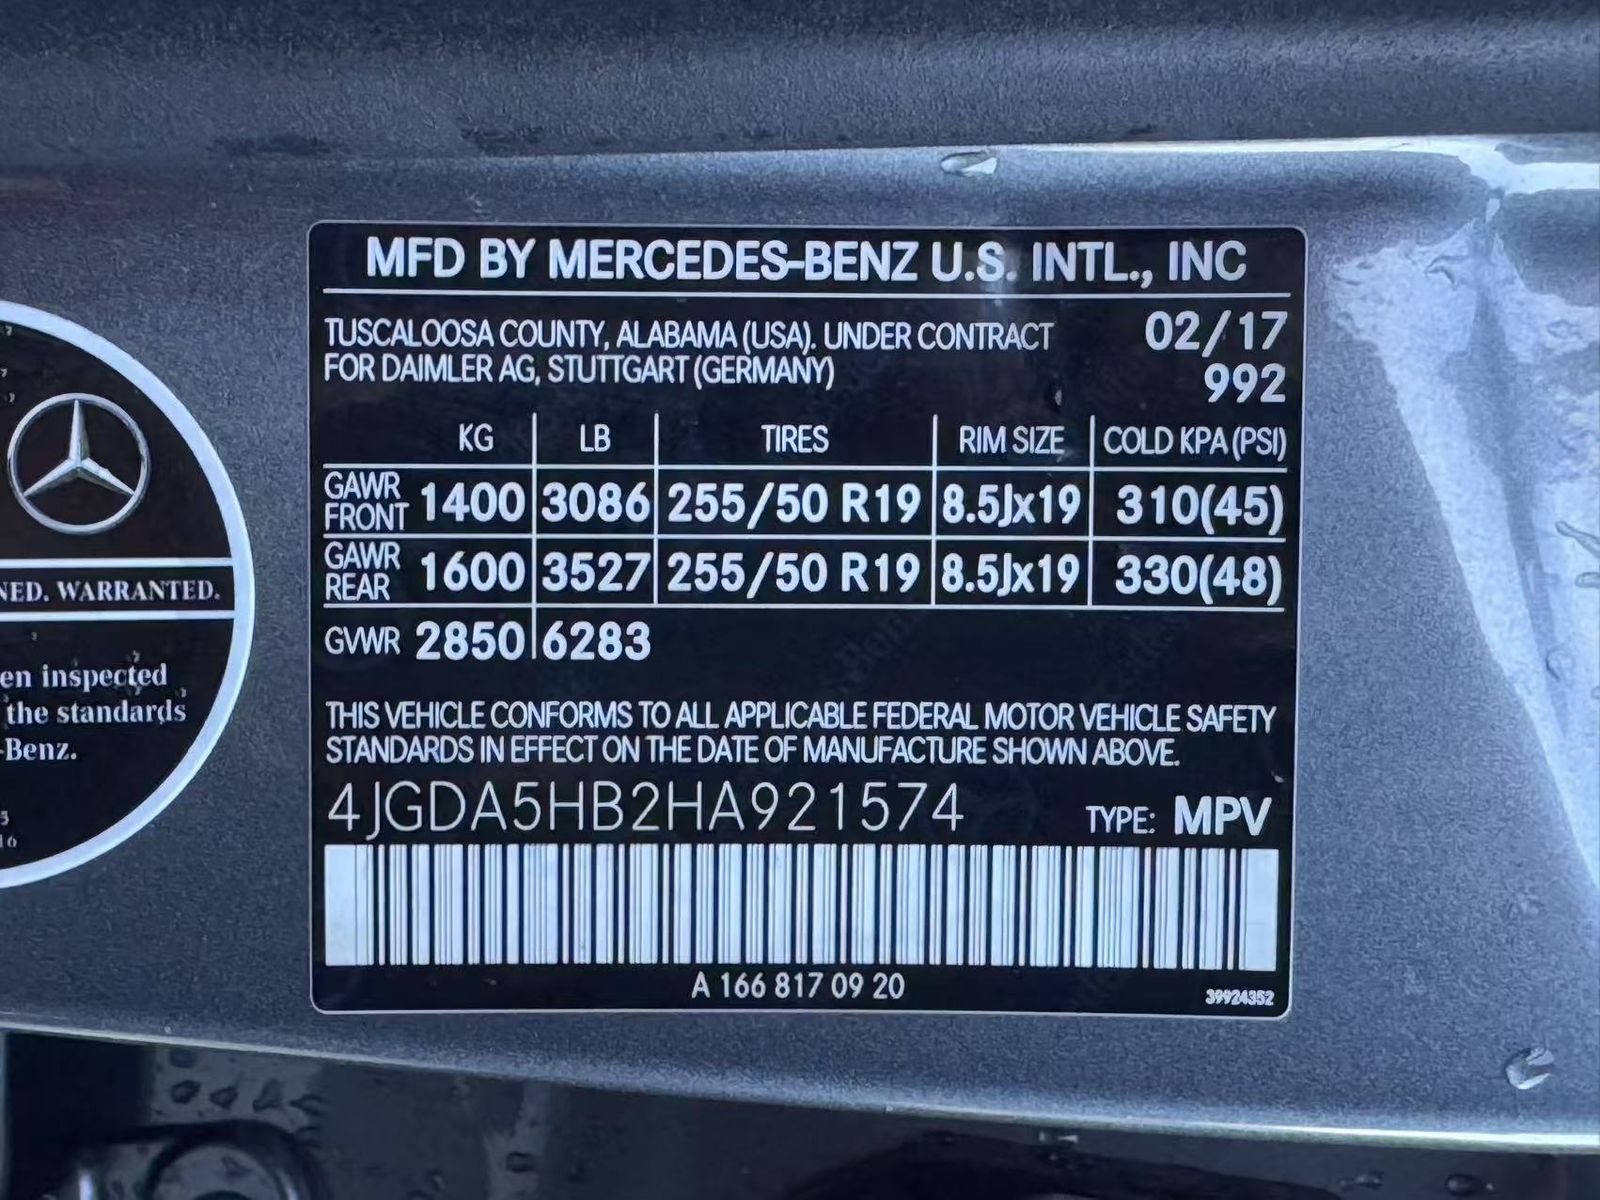 MFD BY MERCEDES-BENZ U.S. INTL., INC
TUSCALOOSA COUNTY, ALABAMA (USA). UNDER CONTRACT 02/17
FOR DAIMLER AG, STUTTGART (GERMANY)
992
KG LB TIRES RIM SIZE COLD KPA (PSI)
GAWR FRONT 1400 3086 255/50 R19 8.5Jx19 310(45)
GAWR REAR 1600 3527 255/50 R19 8.5Jx19 330(48)
GVWR 2850 6283
THIS VEHICLE CONFORMS TO ALL APPLICABLE FEDERAL MOTOR VEHICLE SAFETY
STANDARDS IN EFFECT ON THE DATE OF MANUFACTURE SHOWN ABOVE.
4JGDA5HB2HA921574 TYPE: MPV
A 166 817 09 20
39924352
NED. WARRANTED.
en inspected
the standards
-Benz.